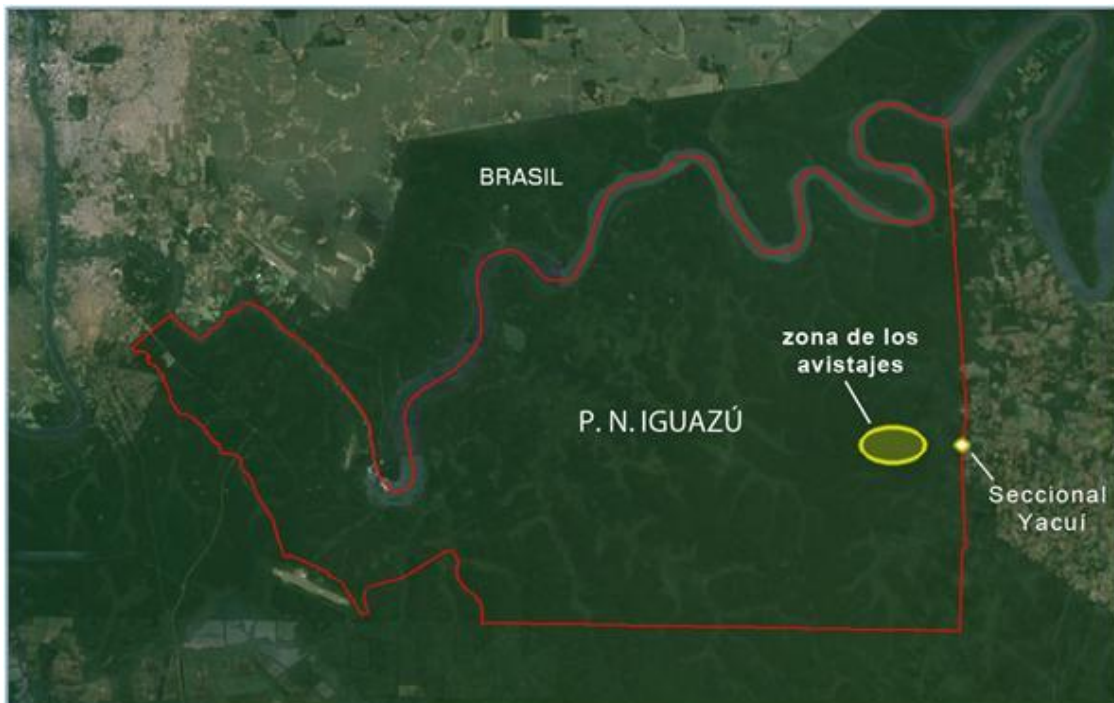 BRASIL
zona de los
avistajes
P. N. IGUAZÚ
Seccional
Yacuí